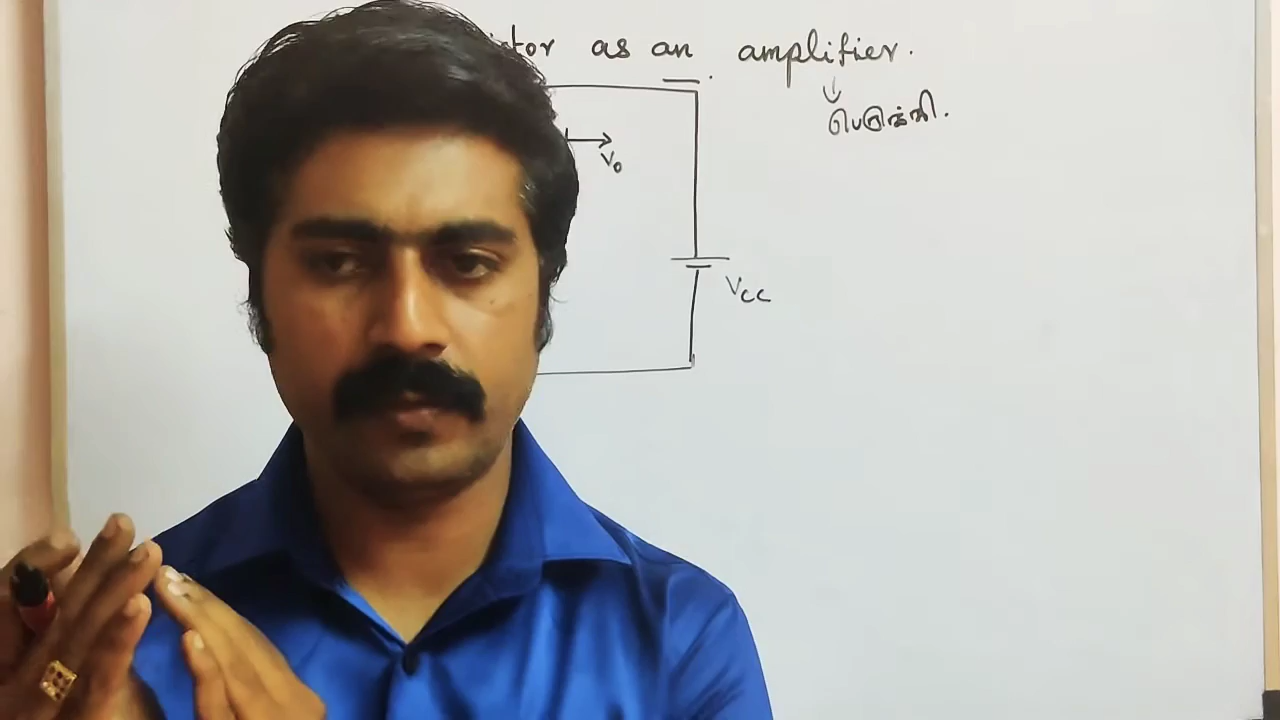 istor as an amplifier.
பெருக்கி.
V₀
VCC